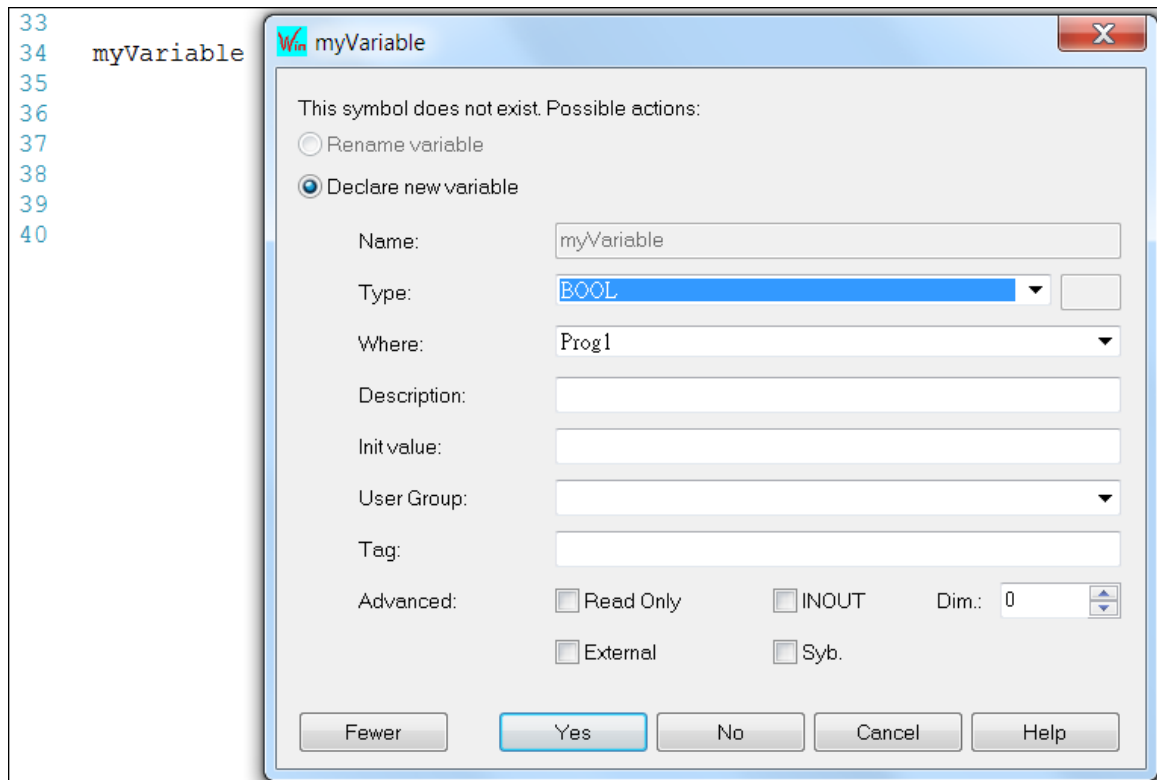 33
34 myVariable
35
36
37
38
39
40
Win myVariable
X
This symbol does not exist. Possible actions:
Rename variable
Declare new variable
Name: myVariable
Type: BOOL
Where: Prog1
Description:
Init value:
User Group:
Tag:
Advanced: Read Only INOUT Dim.: 0
External Syb.
Fewer Yes No Cancel Help